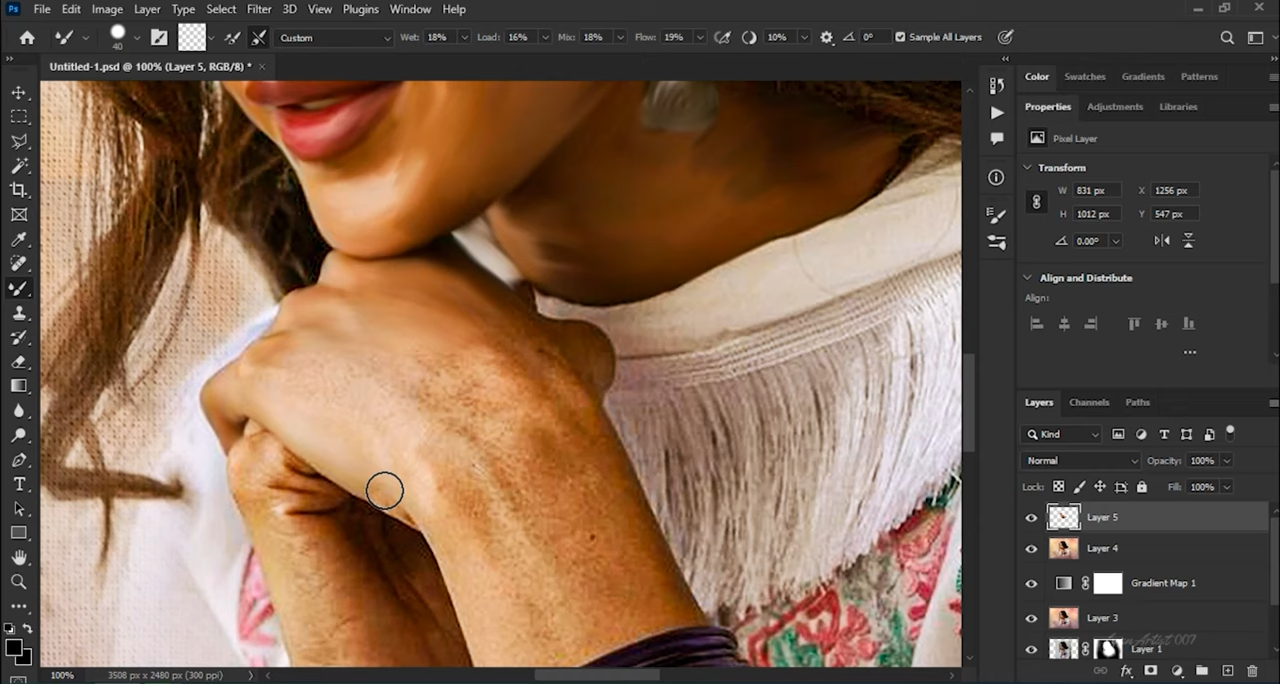 Ps File Edit Image Layer Type Select Filter 3D View Plugins Window Help
40 Custom Wet: 18% Load: 16% Mix: 18% Flow: 19% 10% 0° Sample All Layers
Untitled-1.psd @ 100% (Layer 5, RGB/8) * ×
Color Swatches Gradients Patterns
Properties Adjustments Libraries
Pixel Layer
Transform
W 831 px X 1256 px
H 1012 px Y 547 px
0.00°
Align and Distribute
Align:
Layers Channels Paths
Kind
Normal Opacity: 100%
Lock: Fill: 100%
Layer 5
Layer 4
Gradient Map 1
Layer 3
Artist 007
Layer 1
100% 3508 px x 2480 px (300 ppi)